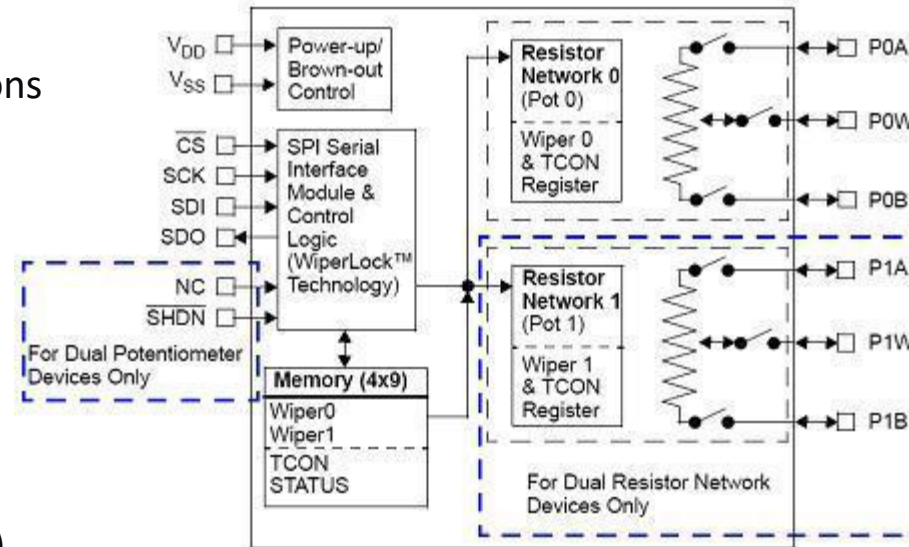 ons
)
VDD
VSS
Power-up/
Brown-out
Control
CS
SCK
SDI
SDO
NC
SHDN
SPI Serial
Interface
Module &
Control
Logic
(WiperLock™
Technology)
For Dual Potentiometer
Devices Only
Memory (4x9)
Wiper0
Wiper1
TCON
STATUS
Resistor
Network 0
(Pot 0)
Wiper 0
& TCON
Register
P0A
P0W
P0B
Resistor
Network 1
(Pot 1)
Wiper 1
& TCON
Register
P1A
P1W
P1B
For Dual Resistor Network
Devices Only